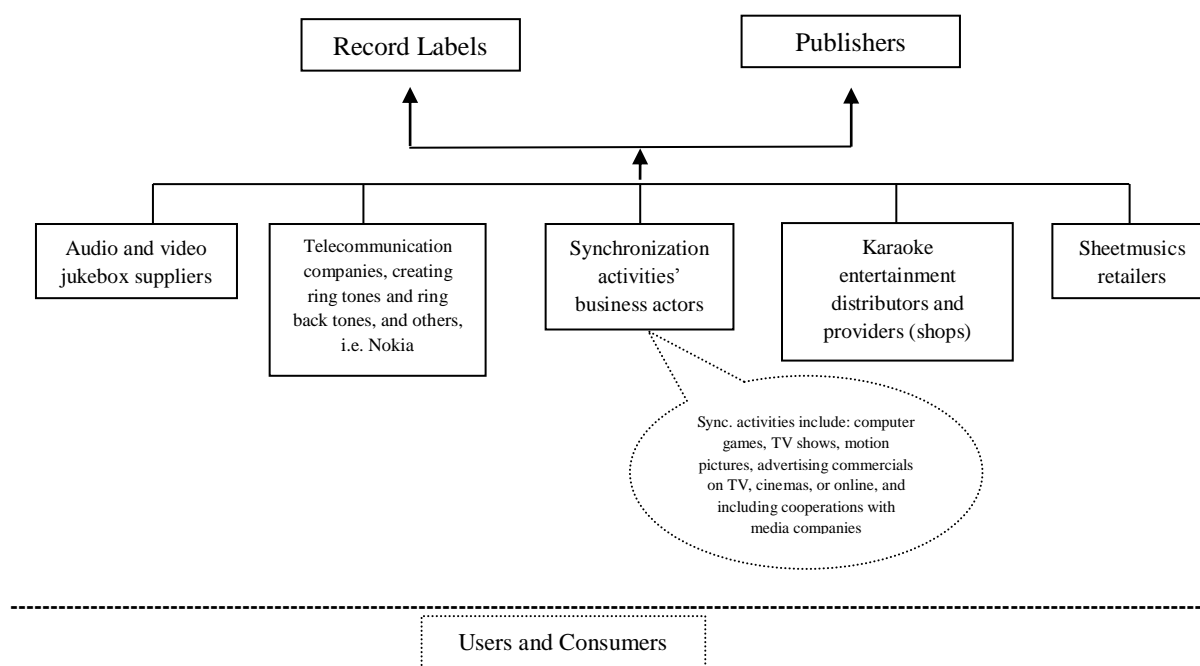 Record Labels
Publishers
Audio and video
jukebox suppliers
Telecommunication
companies, creating
ring tones and ring
back tones, and others,
i.e. Nokia
Synchronization
activities’
business actors
Karaoke
entertainment
distributors and
providers (shops)
Sheetmusics
retailers
Sync. activities include: computer
games, TV shows, motion
pictures, advertising commercials
on TV, cinemas, or online, and
including cooperations with
media companies
Users and Consumers